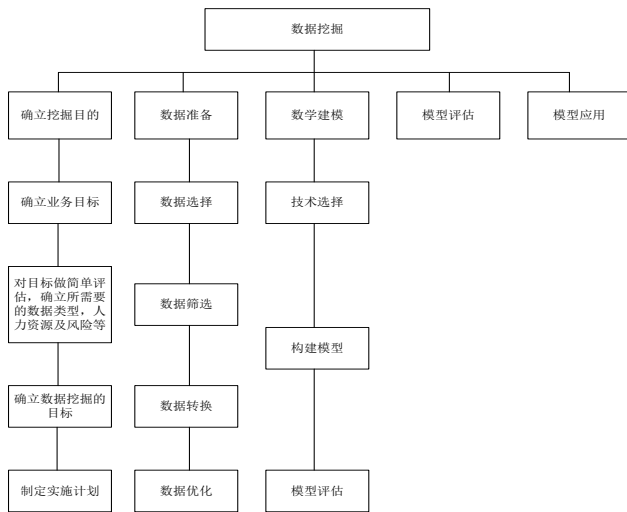 数据挖掘
确立挖掘目的
数据准备
数学建模
模型评估
模型应用
确立业务目标
数据选择
技术选择
对目标做简单评
估，确立所需要
的数据类型，人
力资源及风险等
数据筛选
构建模型
确立数据挖掘的
目标
数据转换
制定实施计划
数据优化
模型评估